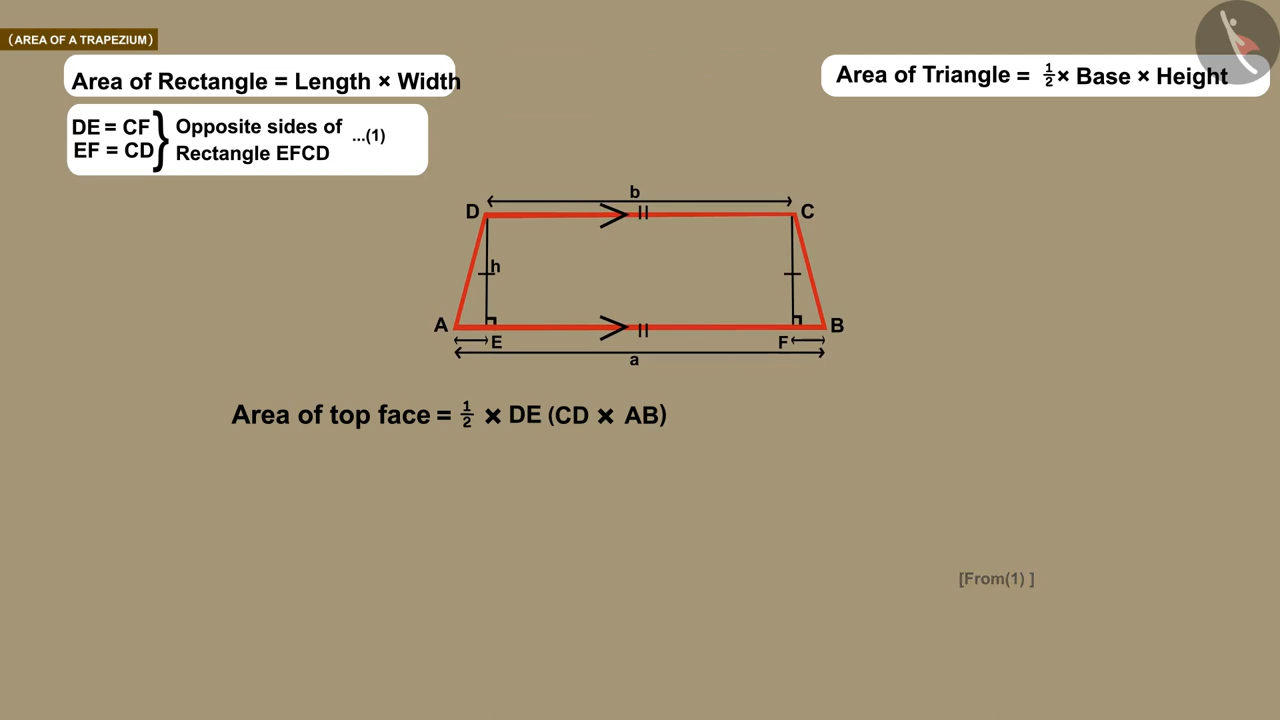 (AREA OF A TRAPEZIUM)
Area of Rectangle = Length × Width
Area of Triangle = ½ × Base × Height
DE = CF } Opposite sides of ...(1)
EF = CD Rectangle EFCD
b
D C
h
A B
E F
a
Area of top face = ½ × DE (CD × AB)
[From(1) ]